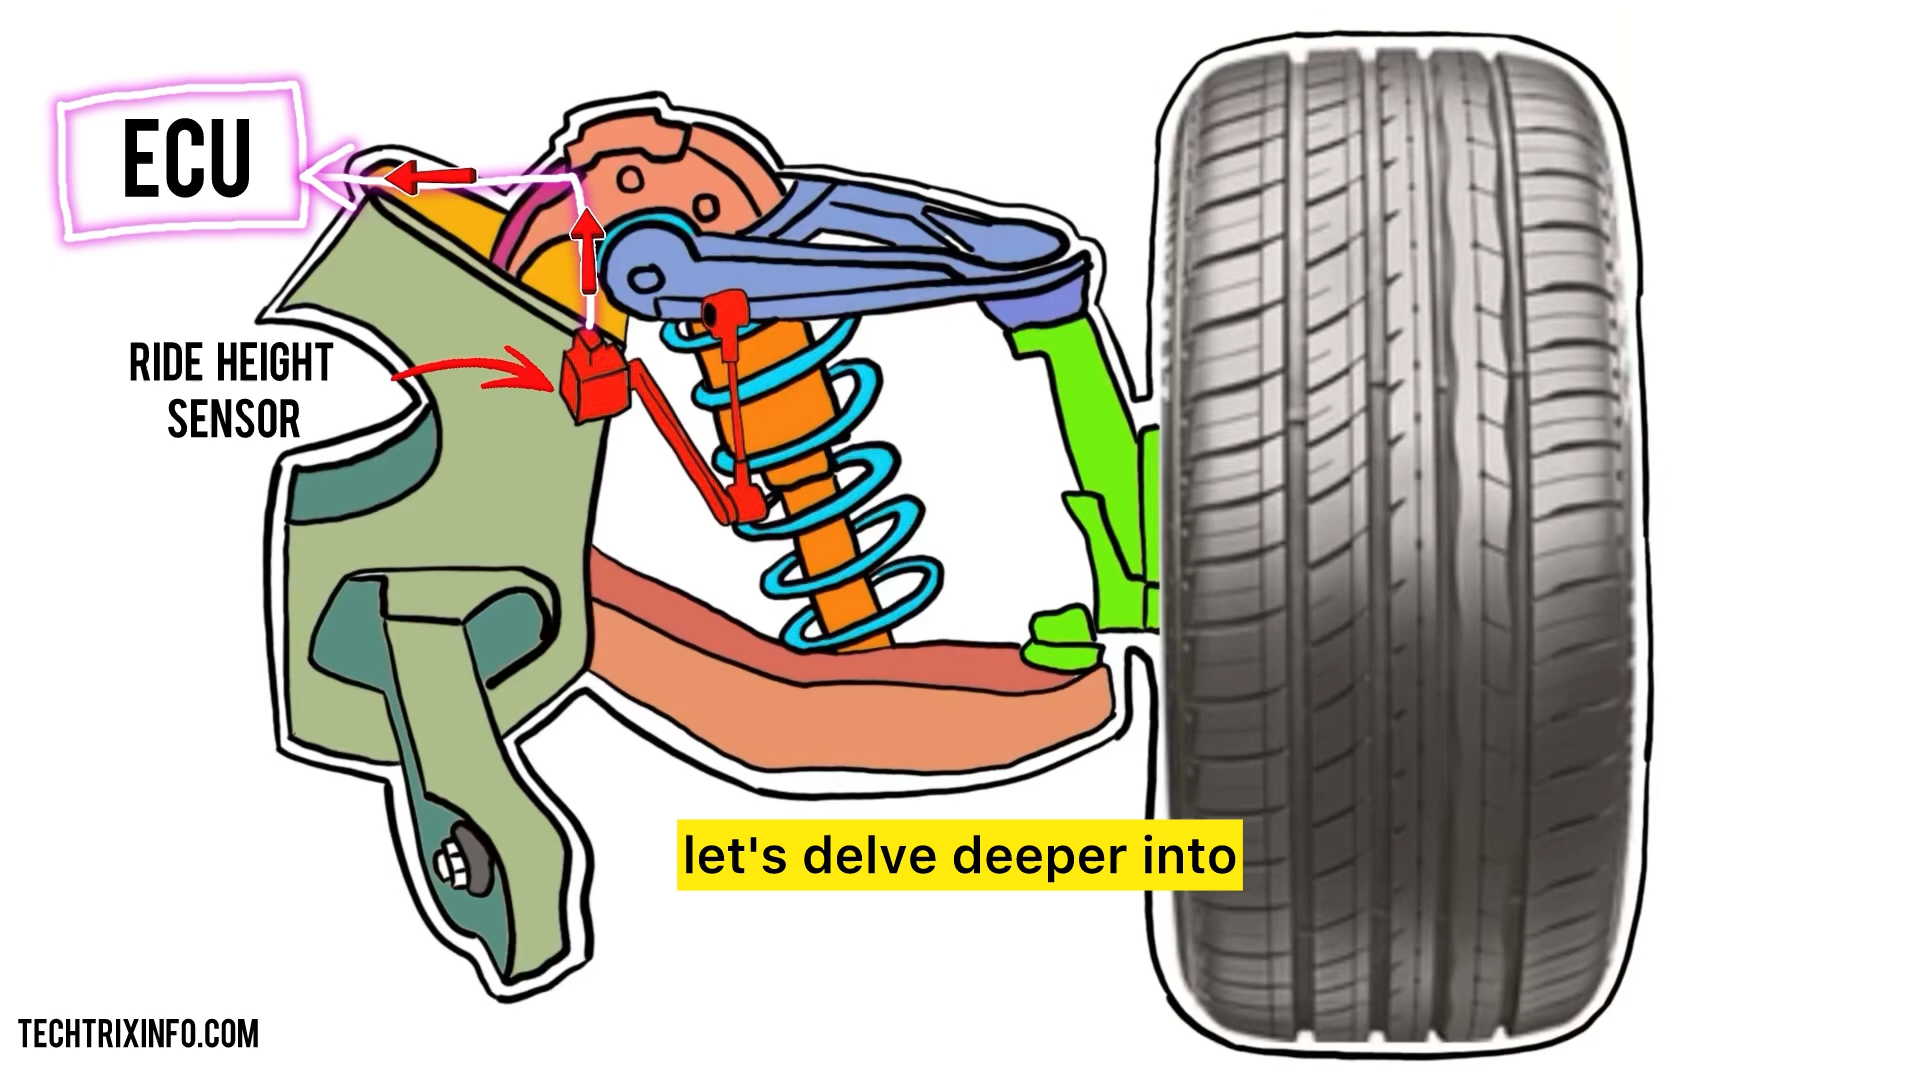 ECU
RIDE HEIGHT
SENSOR
let's delve deeper into
TECHTRIXINFO.COM